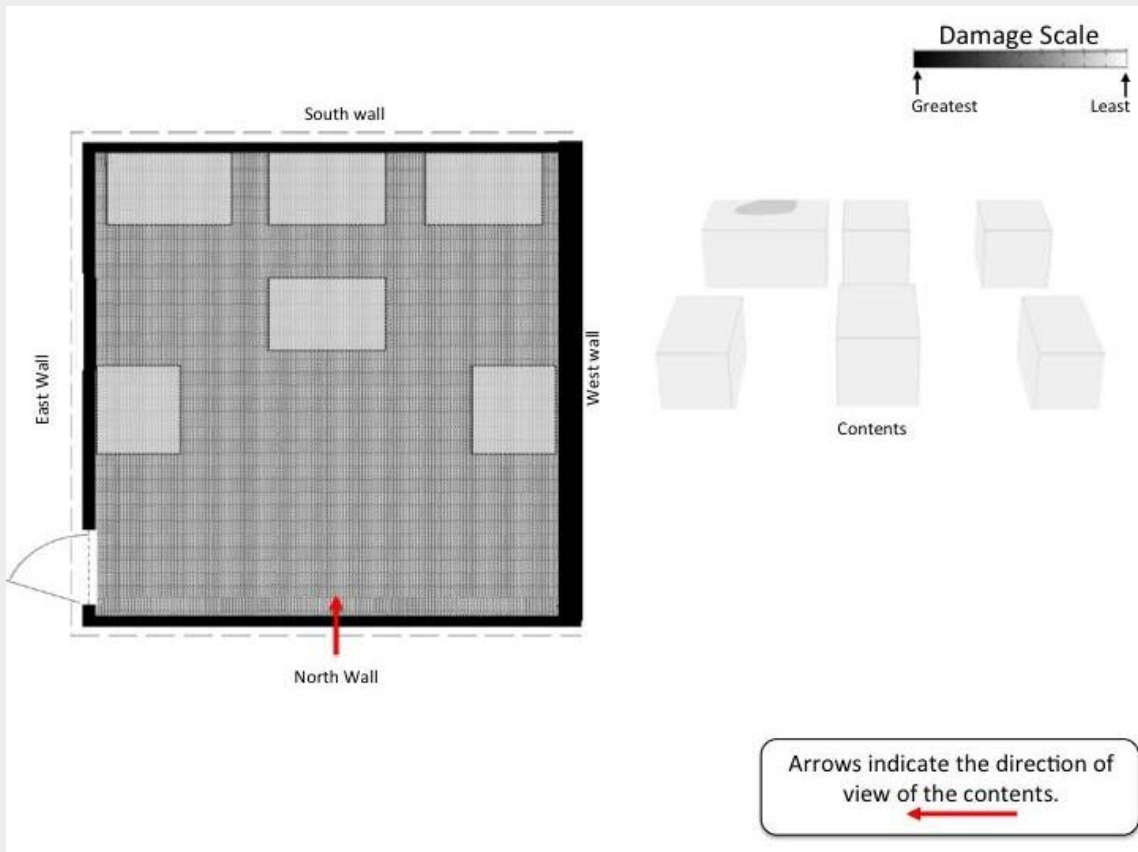 Damage Scale
Greatest
Least
South wall
East Wall
West wall
Contents
North Wall
Arrows indicate the direction of
view of the contents.